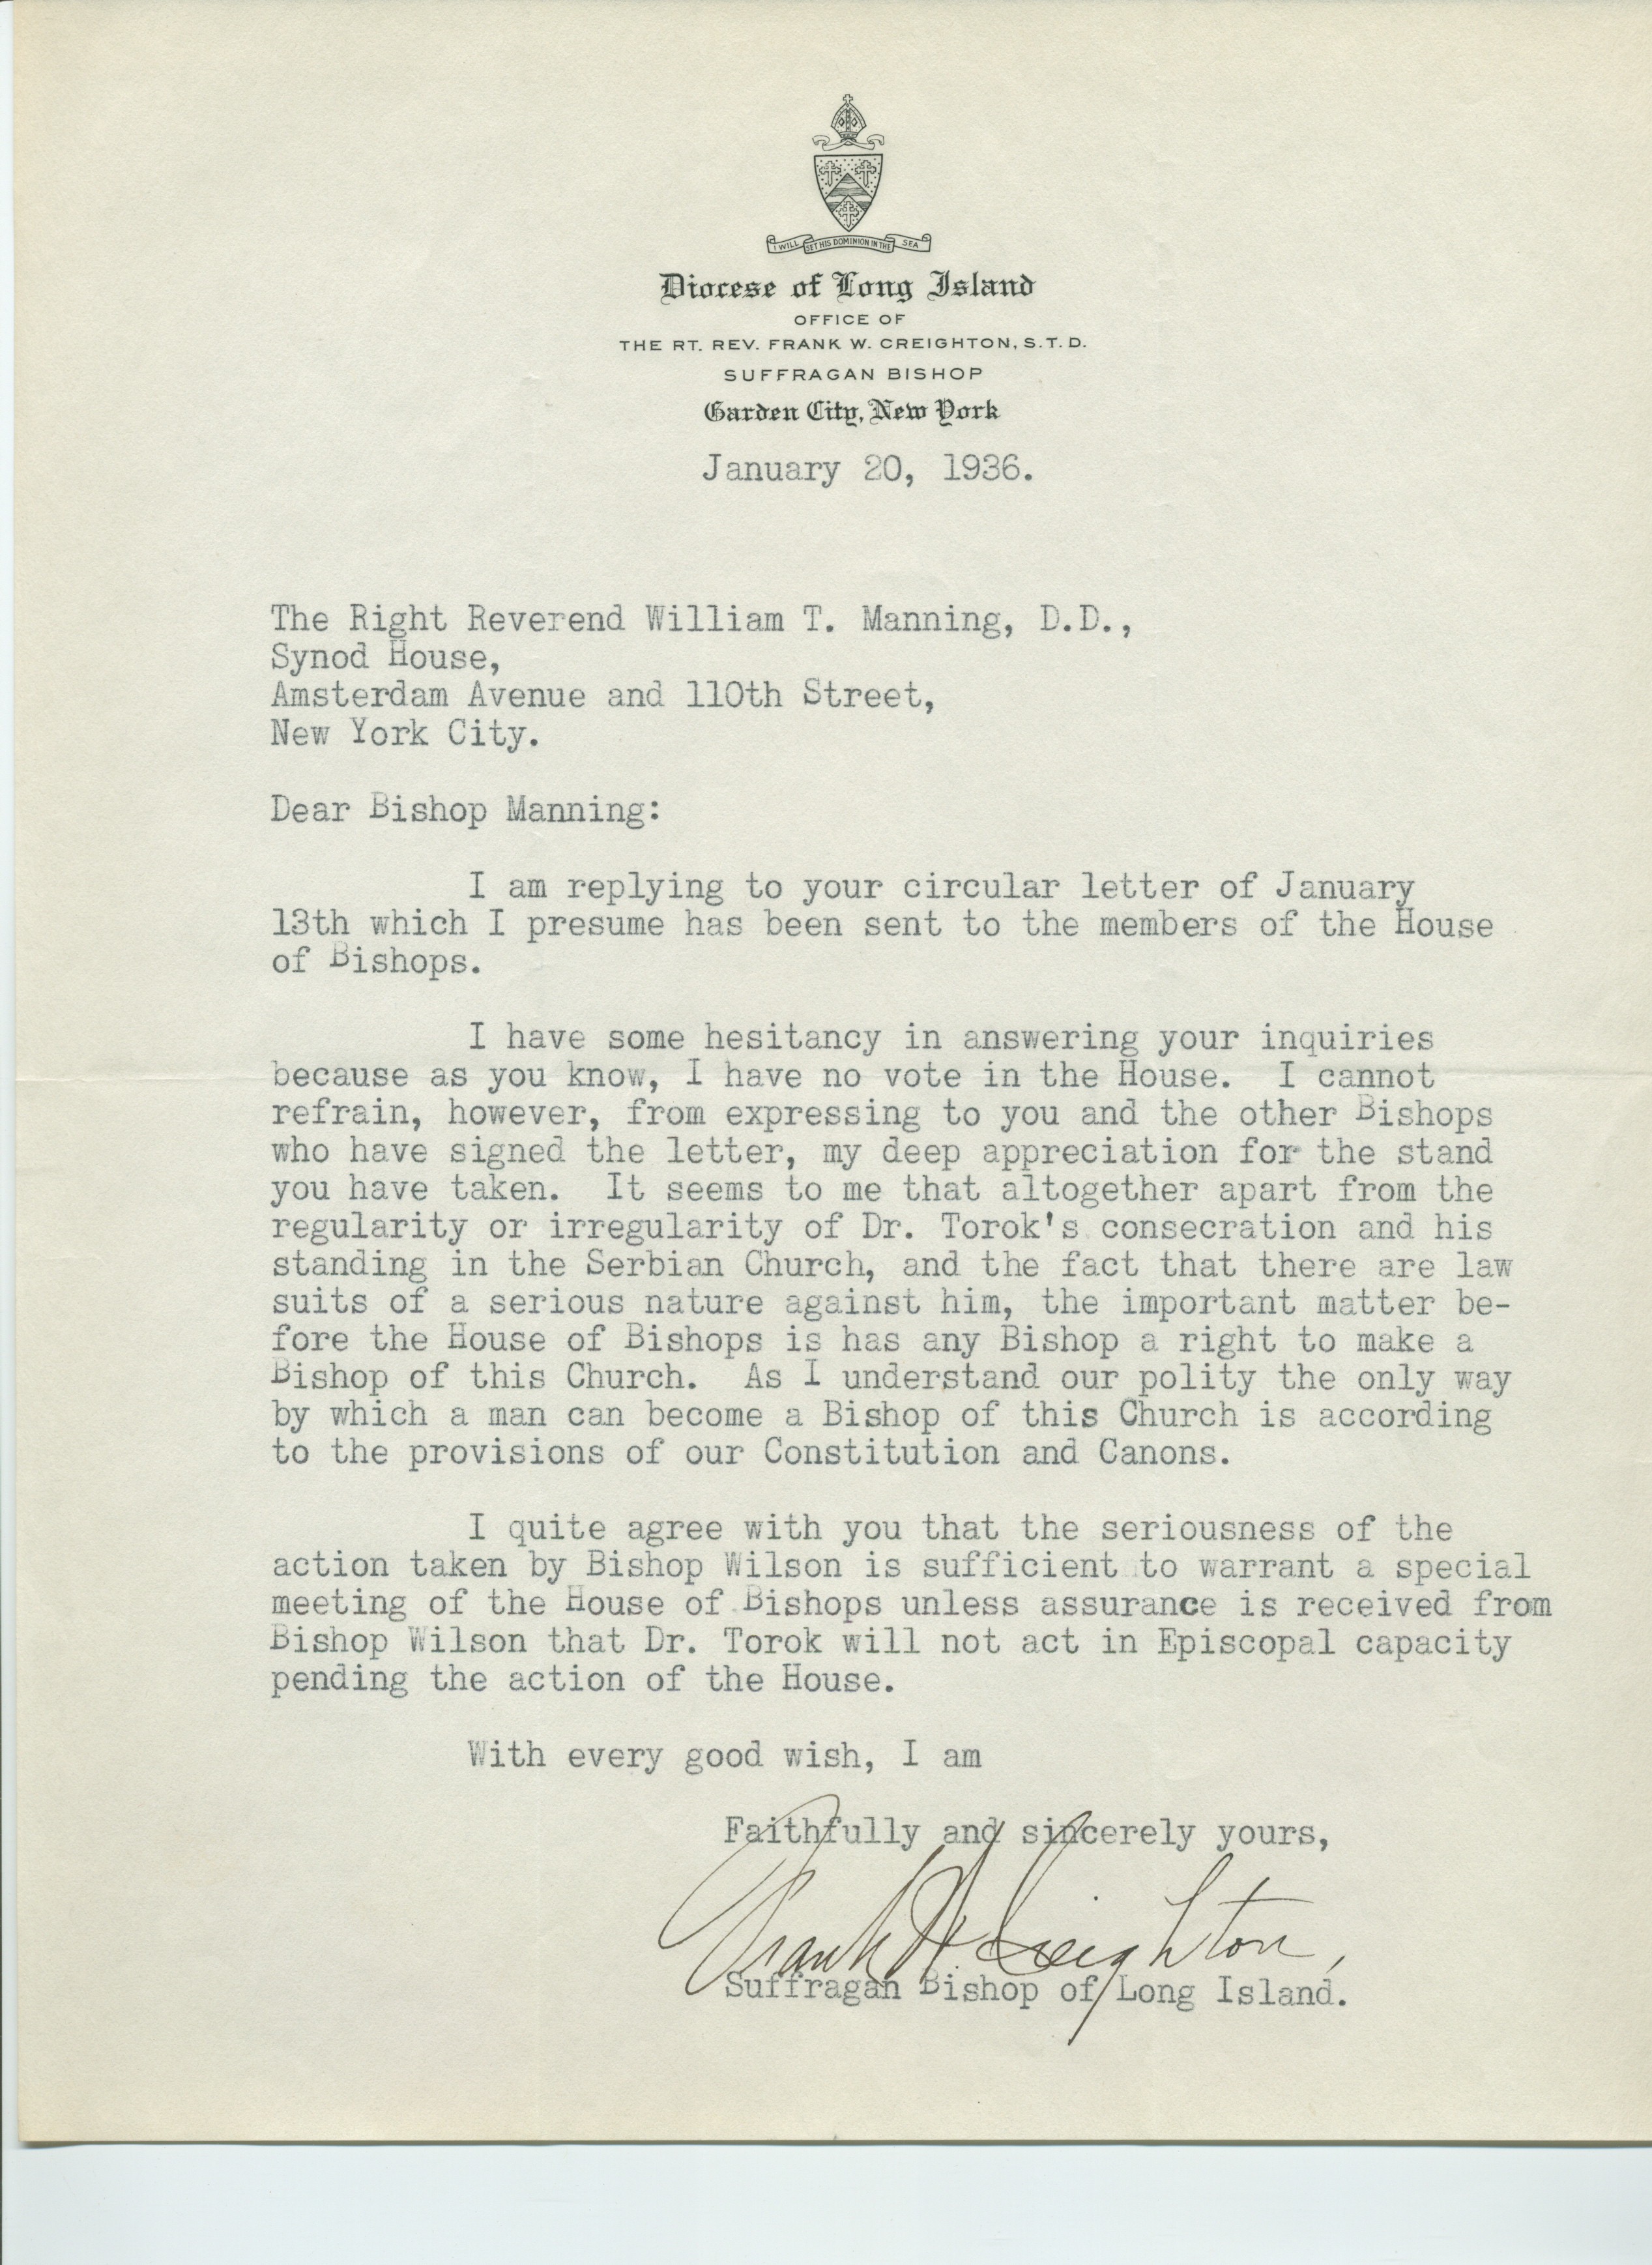 I WILL SET HIS DOMINION IN THE SEA
Diocese of Long Island
OFFICE OF
THE RT. REV. FRANK W. CREIGHTON, S.T.D.
SUFFRAGAN BISHOP
Garden City, New York
January 20, 1936.
The Right Reverend William T. Manning, D.D.,
Synod House,
Amsterdam Avenue and 110th Street,
New York City.
Dear Bishop Manning:
I am replying to your circular letter of January
13th which I presume has been sent to the members of the House
of Bishops.
I have some hesitancy in answering your inquiries
because as you know, I have no vote in the House. I cannot
refrain, however, from expressing to you and the other Bishops
who have signed the letter, my deep appreciation for the stand
you have taken. It seems to me that altogether apart from the
regularity or irregularity of Dr. Torok's consecration and his
standing in the Serbian Church, and the fact that there are law
suits of a serious nature against him, the important matter be-
fore the House of Bishops is has any Bishop a right to make a
Bishop of this Church. As I understand our polity the only way
by which a man can become a Bishop of this Church is according
to the provisions of our Constitution and Canons.
I quite agree with you that the seriousness of the
action taken by Bishop Wilson is sufficient to warrant a special
meeting of the House of Bishops unless assurance is received from
Bishop Wilson that Dr. Torok will not act in Episcopal capacity
pending the action of the House.
With every good wish, I am
Faithfully and sincerely yours,
Frank W Creighton,
Suffragan Bishop of Long Island.